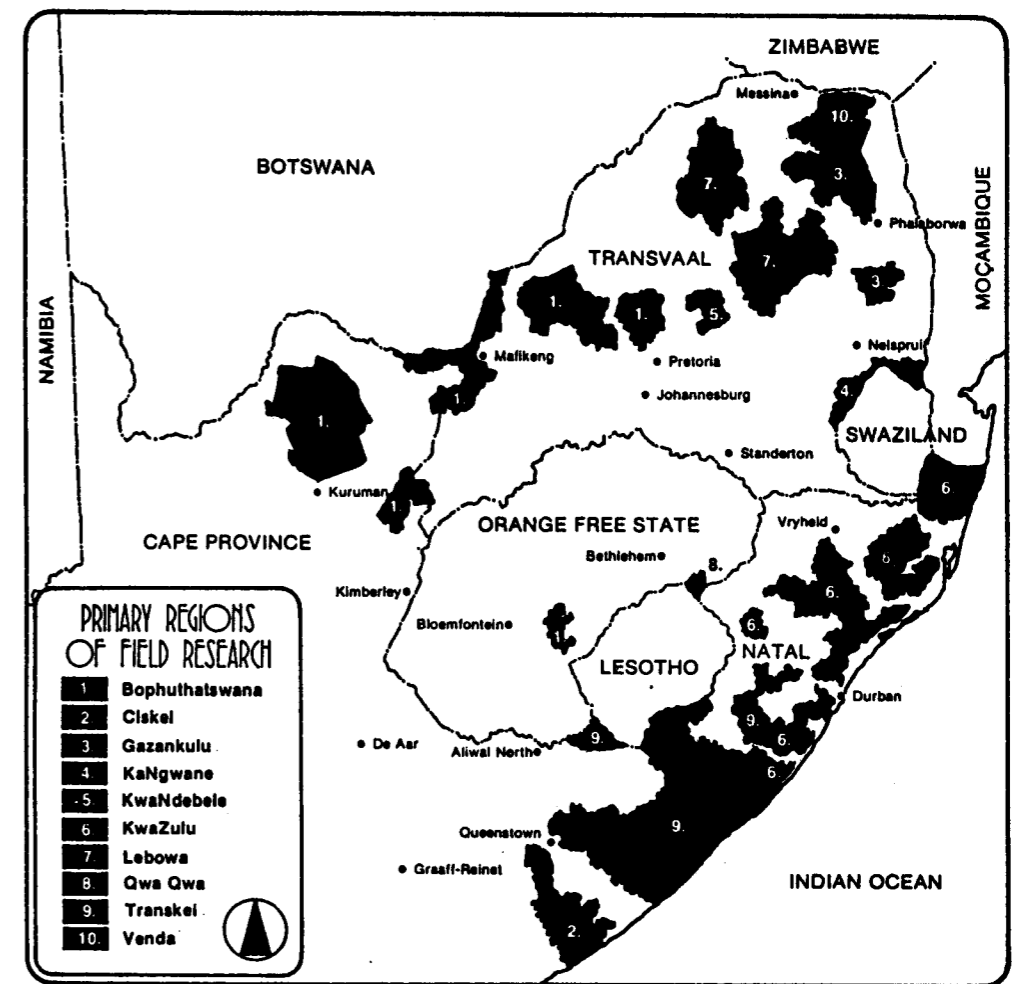 ZIMBABWE
Messina
10.
BOTSWANA
7.
3.
MOÇAMBIQUE
Phalaborwa
TRANSVAAL
7.
3.
NAMIBIA
1.
1.
5.
Mafikeng
Pretoria
Nelsprui
1.
Johannesburg
4.
1.
SWAZILAND
Standerton
6.
Kuruman
1.
ORANGE FREE STATE
Vryheid
CAPE PROVINCE
Bethlehem
8.
6.
Kimberley
6.
Bloemfontein
1.
6.
NATAL
LESOTHO
Durban
9.
De Aar
9.
6.
Aliwal North
6.
Queenstown
9.
Graaff-Reinet
INDIAN OCEAN
2.
PRIMARY REGIONS
OF FIELD RESEARCH
1 Bophuthatswana
2 Ciskei
3 Gazankulu
4 KaNgwane
5. KwaNdebele
6 KwaZulu
7. Lebowa
8. Qwa Qwa
9. Transkei
10. Venda